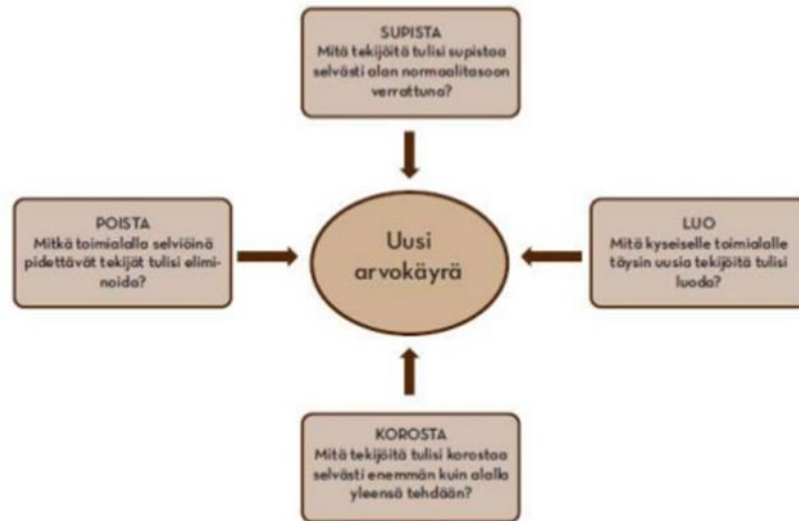 SUPISTA
Mitä tekijöitä tulisi supistaa
selvästi alan normaalitasoon
verrattuna?
POISTA
Mitkä toimialalla selviöinä
pidettävät tekijät tulisi elimi-
noida?
Uusi
arvokäyrä
LUO
Mitä kyseiselle toimialalle
täysin uusia tekijöitä tulisi
luoda?
KOROSTA
Mitä tekijöitä tulisi korostaa
selvästi enemmän kuin alalla
yleensä tehdään?